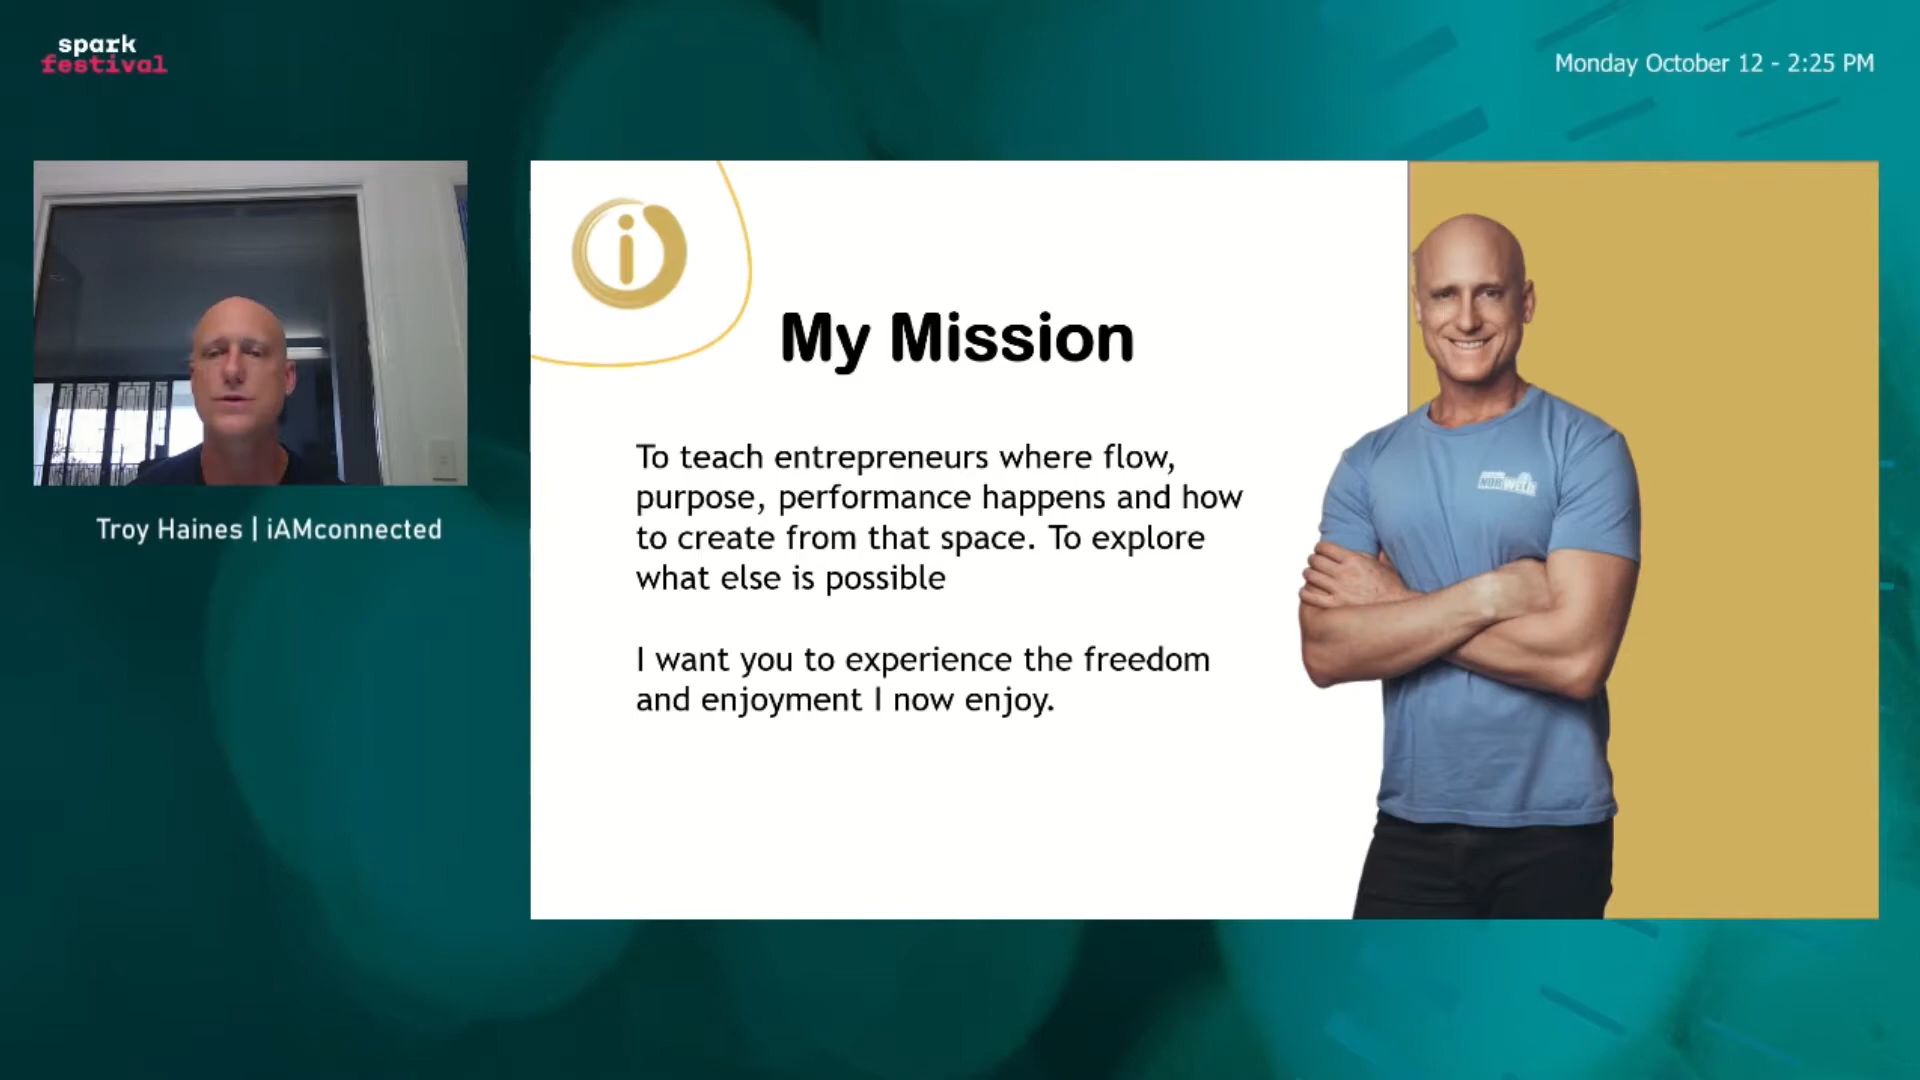 spark
festival
Monday October 12 - 2:25 PM
Troy Haines | iAMconnected
i
My Mission
To teach entrepreneurs where flow,
purpose, performance happens and how
to create from that space. To explore
what else is possible
I want you to experience the freedom
and enjoyment I now enjoy.
NORWELD